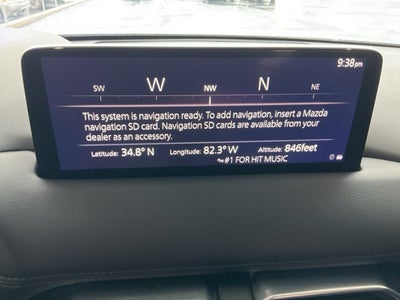 9:38pm
SW W NW N NE
This system is navigation ready. To add navigation, insert a Mazda
navigation SD card. Navigation SD cards are available from your
dealer as an accessory.
Latitude: 34.8° N Longitude: 82.3° W Altitude: 846feet
#1 FOR HIT MUSIC